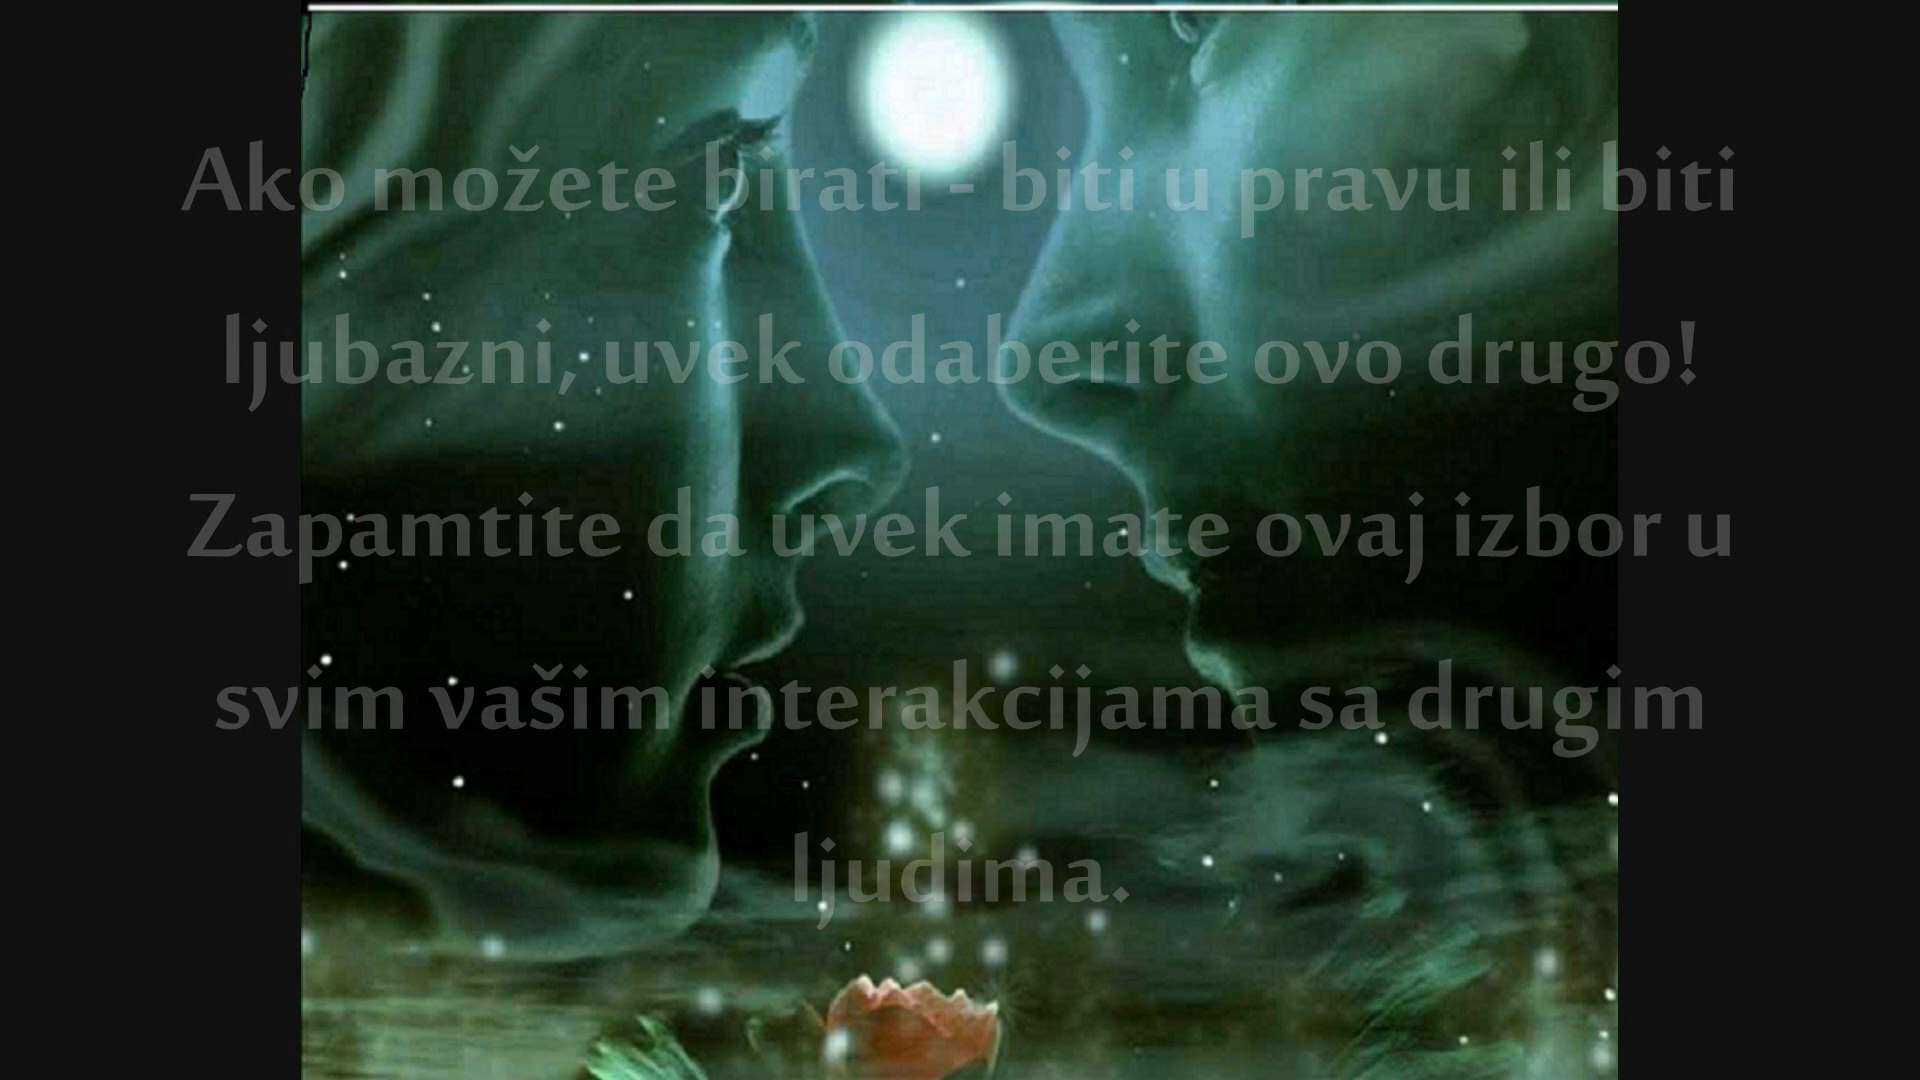 Ako možete birati - biti u pravu ili biti
ljubazni, uvek odaberite ovo drugo!
Zapamtite da uvek imate ovaj izbor u
svim vašim interakcijama sa drugim
ljudima.